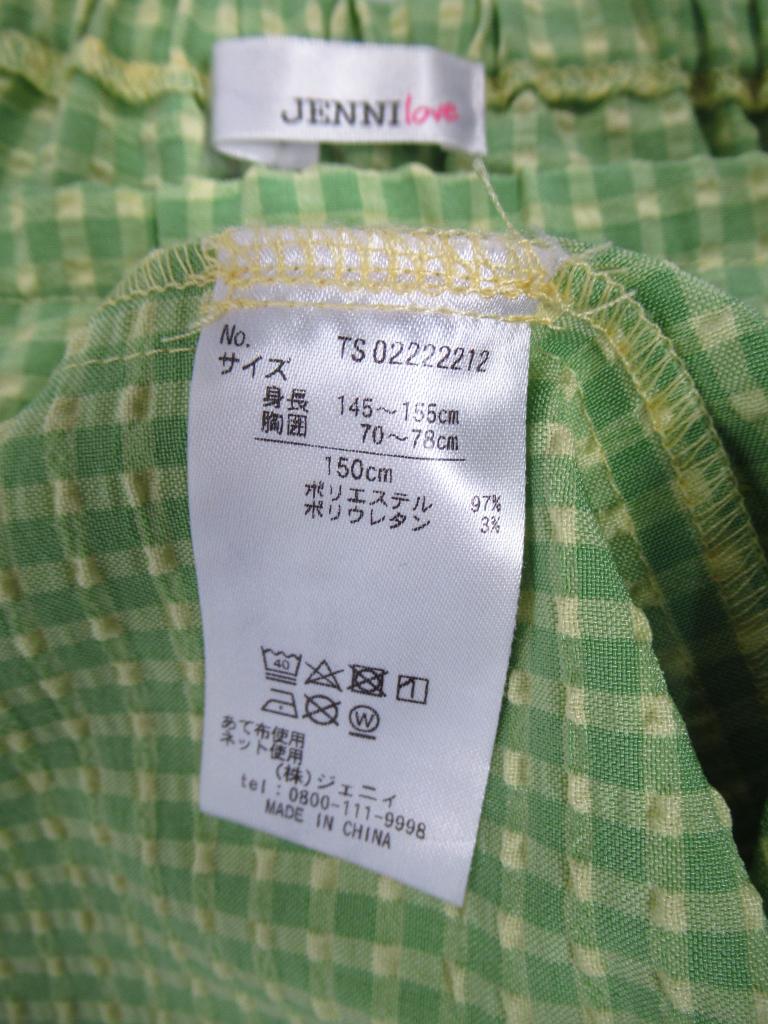 JENNI love
No. TS 02222212
サイズ
身長 145～155cm
胸囲 70～78cm
150cm
ポリエステル 97%
ポリウレタン 3%
40
W
あて布使用
ネット使用
(株)ジェニィ
tel：0800-111-9998
MADE IN CHINA